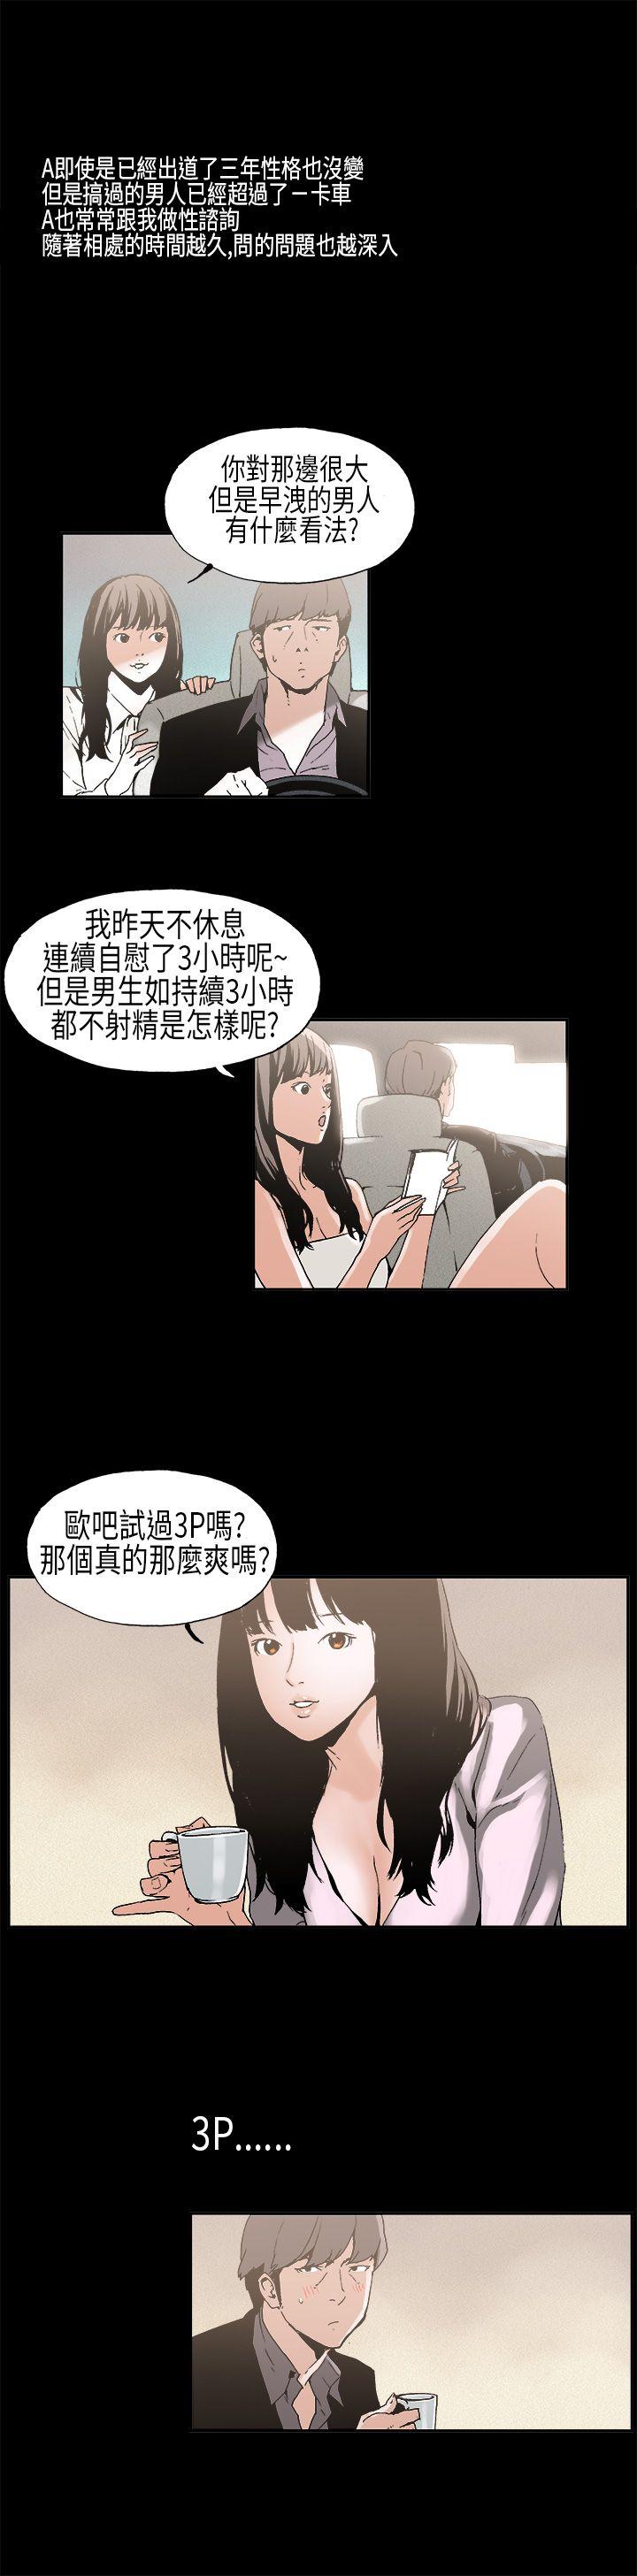 A即使是已經出道了三年性格也沒變
但是搞過的男人已經超過了一卡車
A也常常跟我做性諮詢
隨著相處的時間越久,問的問題也越深入
你對那邊很大
但是早洩的男人
有什麼看法?
我昨天不休息
連續自慰了3小時呢~
但是男生如持續3小時
都不射精是怎樣呢?
歐吧試過3P嗎?
那個真的那麼爽嗎?
3P......